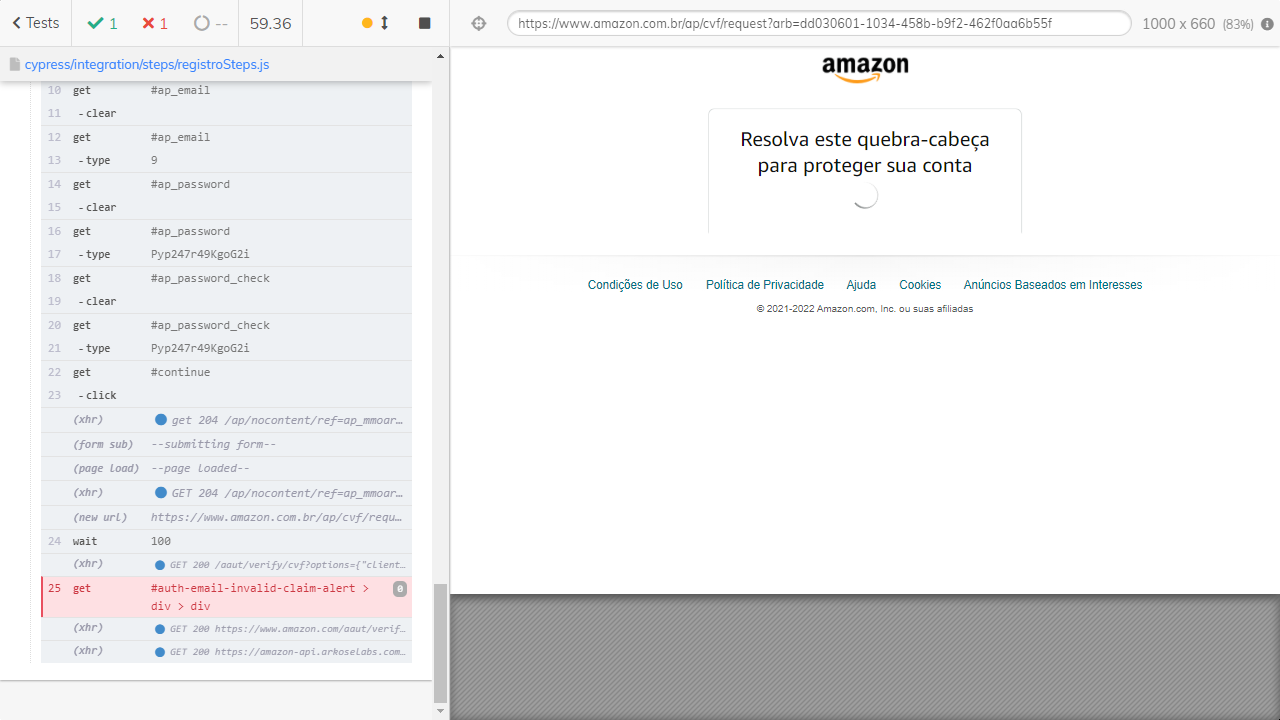 Tests
1
1
--
59.36
https://www.amazon.com.br/ap/cvf/request?arb=dd030601-1034-458b-b9f2-462f0aa6b55f
1000 x 660 (83%)
cypress/integration/steps/registroSteps.js
10 get #ap_email
11 -clear
12 get #ap_email
13 -type 9
14 get #ap_password
15 -clear
16 get #ap_password
17 -type Pyp247r49KgoG2i
18 get #ap_password_check
19 -clear
20 get #ap_password_check
21 -type Pyp247r49KgoG2i
22 get #continue
23 -click
(xhr) get 204 /ap/nocontent/ref=ap_mmoar…
(form sub) --submitting form--
(page load) --page loaded--
(xhr) GET 204 /ap/nocontent/ref=ap_mmoar…
(new url) https://www.amazon.com.br/ap/cvf/requ…
24 wait 100
(xhr) GET 200 /aaut/verify/cvf?options={"client…
25 get #auth-email-invalid-claim-alert > 0
div > div
(xhr) GET 200 https://www.amazon.com/aaut/verif…
(xhr) GET 200 https://amazon-api.arkoselabs.com…
amazon
Resolva este quebra-cabeça
para proteger sua conta
Condições de Uso Política de Privacidade Ajuda Cookies Anúncios Baseados em Interesses
© 2021-2022 Amazon.com, Inc. ou suas afiliadas